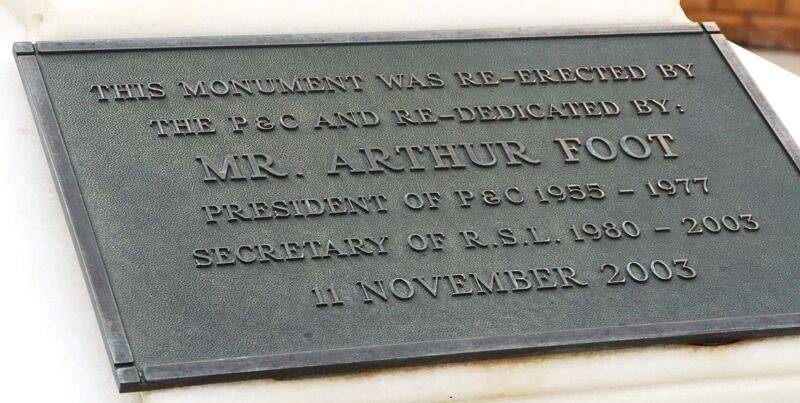 THIS MONUMENT WAS RE-ERECTED BY
THE P & C AND RE-DEDICATED BY:
MR. ARTHUR FOOT
PRESIDENT OF P & C 1955 - 1977
SECRETARY OF R.S.L. 1980 - 2003
11 NOVEMBER 2003